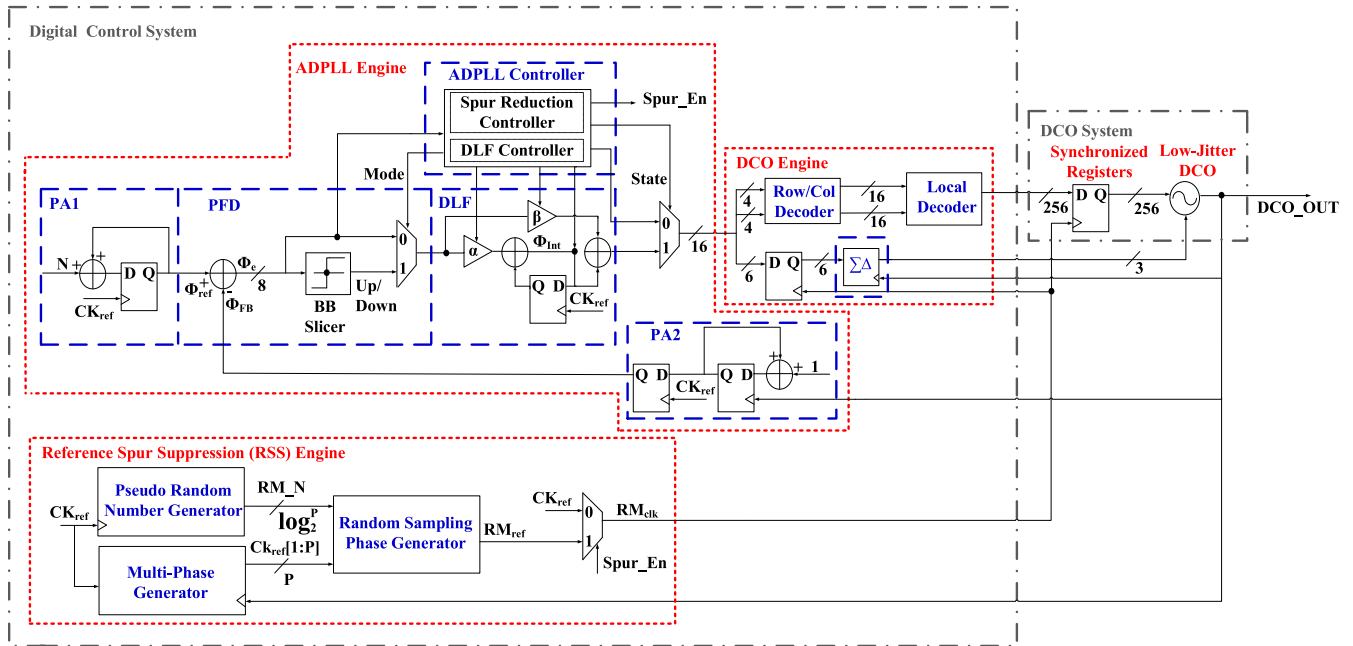 Digital Control System
ADPLL Engine
ADPLL Controller
Spur Reduction
Controller
DLF Controller
Spur_En
Mode
State
DCO System
Synchronized
Registers
Low-Jitter
DCO
DCO Engine
Row/Col
Decoder
Local
Decoder
4
4
16
16
256
D Q
256
DCO_OUT
PA1
PFD
DLF
N
+
+
D Q
CKref
Φref
+
-
ΦFB
Φe
8
BB
Slicer
Up/
Down
0
1
α
β
ΦInt
Q D
CKref
0
1
16
6
D Q
6
ΣΔ
3
PA2
Q D
CKref
Q D
+
+
1
Reference Spur Suppression (RSS) Engine
CKref
Pseudo Random
Number Generator
RM_N
log₂ᴾ
Ckref[1:P]
P
Multi-Phase
Generator
Random Sampling
Phase Generator
RMref
CKref
0
1
RMclk
Spur_En